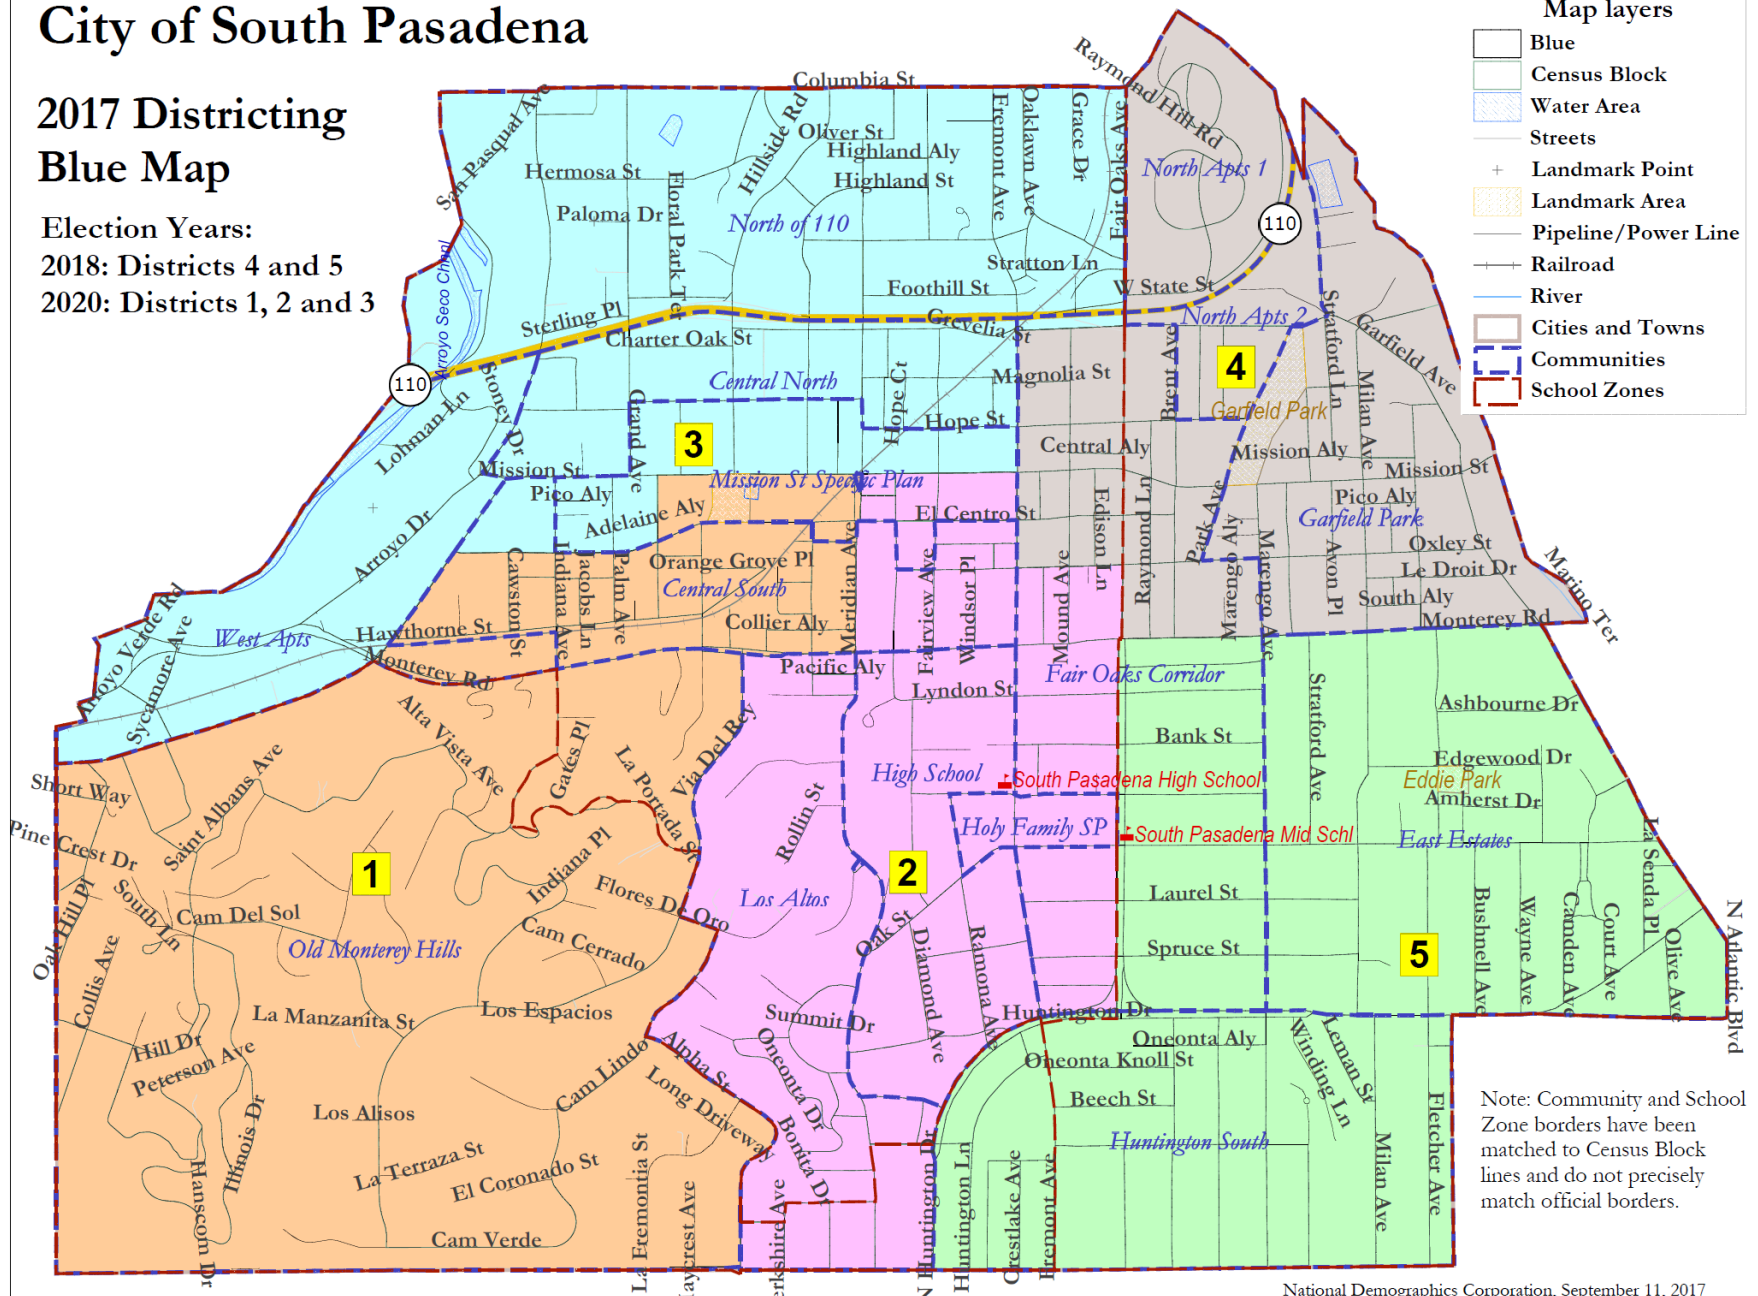 City of South Pasadena
2017 Districting
Blue Map
Election Years:
2018: Districts 4 and 5
2020: Districts 1, 2 and 3
Map layers
Blue
Census Block
Water Area
Streets
Landmark Point
Landmark Area
Pipeline/Power Line
Railroad
River
Cities and Towns
Communities
School Zones
Columbia St
Raymond Hill Rd
San Pasqual Ave
Hillside Rd
Oliver St
Highland Aly
Highland St
Fremont Ave
Oaklawn Ave
Grace Dr
Fair Oaks Ave
North Apts 1
Hermosa St
Paloma Dr
Floral Park Ter
North of 110
110
Stratton Ln
Foothill St
W State St
Arroyo Seco Chnnl
Sterling Pl
Grevelia St
North Apts 2
Stratford Ln
Garfield Ave
Charter Oak St
110
Central North
Magnolia St
Brent Ave
4
Milan Ave
Stoney Dr
Lohman Ln
Grand Ave
Hope Ct
Hope St
Garfield Park
3
Central Aly
Mission Aly
Mission St
Mission St
Mission St Specific Plan
Pico Aly
Pico Aly
Adelaine Aly
El Centro St
Edison Ln
Raymond Ln
Park Ave
Marengo Aly
Garfield Park
Arroyo Dr
Orange Grove Pl
Meridian Ave
Oxley St
Le Droit Dr
Marino Ter
Cawston St
Indiana Ave
Jacobs Ln
Palm Ave
Central South
Fairview Ave
Windsor Pl
Mound Ave
Marengo Ave
Avon Pl
South Aly
Monterey Rd
Arroyo Verde Rd
Sycamore Ave
West Apts
Hawthorne St
Collier Aly
Monterey Rd
Pacific Aly
Lyndon St
Fair Oaks Corridor
Stratford Ave
Ashbourne Dr
Alta Vista Ave
Gates Pl
La Portada St
Via Del Rey
Bank St
Edgewood Dr
Short Way
Saint Albans Ave
High School
South Pasadena High School
Eddie Park
Amherst Dr
Pine Crest Dr
Rollin St
Holy Family SP
South Pasadena Mid Schl
East Estates
La Senda Pl
1
2
Indiana Pl
Flores De Oro
Los Altos
Laurel St
Oak Hill Pl
South Ln
Cam Del Sol
Cam Cerrado
Oak St
Diamond Ave
Ramona Ave
Spruce St
5
Bushnell Ave
Wayne Ave
Camden Ave
Court Ave
Olive Ave
N Atlantic Blvd
Old Monterey Hills
Collis Ave
La Manzanita St
Los Espacios
Summit Dr
Huntington Dr
Hill Dr
Peterson Ave
Cam Lindo
Alpha St
Oneonta Dr
Oneonta Aly
Oneonta Knoll St
Winding Ln
Leman St
Long Driveway
Illinois Dr
Los Alisos
Beech St
Bonita Dr
Huntington South
Fletcher Ave
Milan Ave
Hanscom Dr
La Terraza St
El Coronado St
La Fremontia St
N Huntington Dr
Huntington Ln
Crestlake Ave
Fremont Ave
Cam Verde
Note: Community and School
Zone borders have been
matched to Census Block
lines and do not precisely
match official borders.
National Demographics Corporation, September 11, 2017